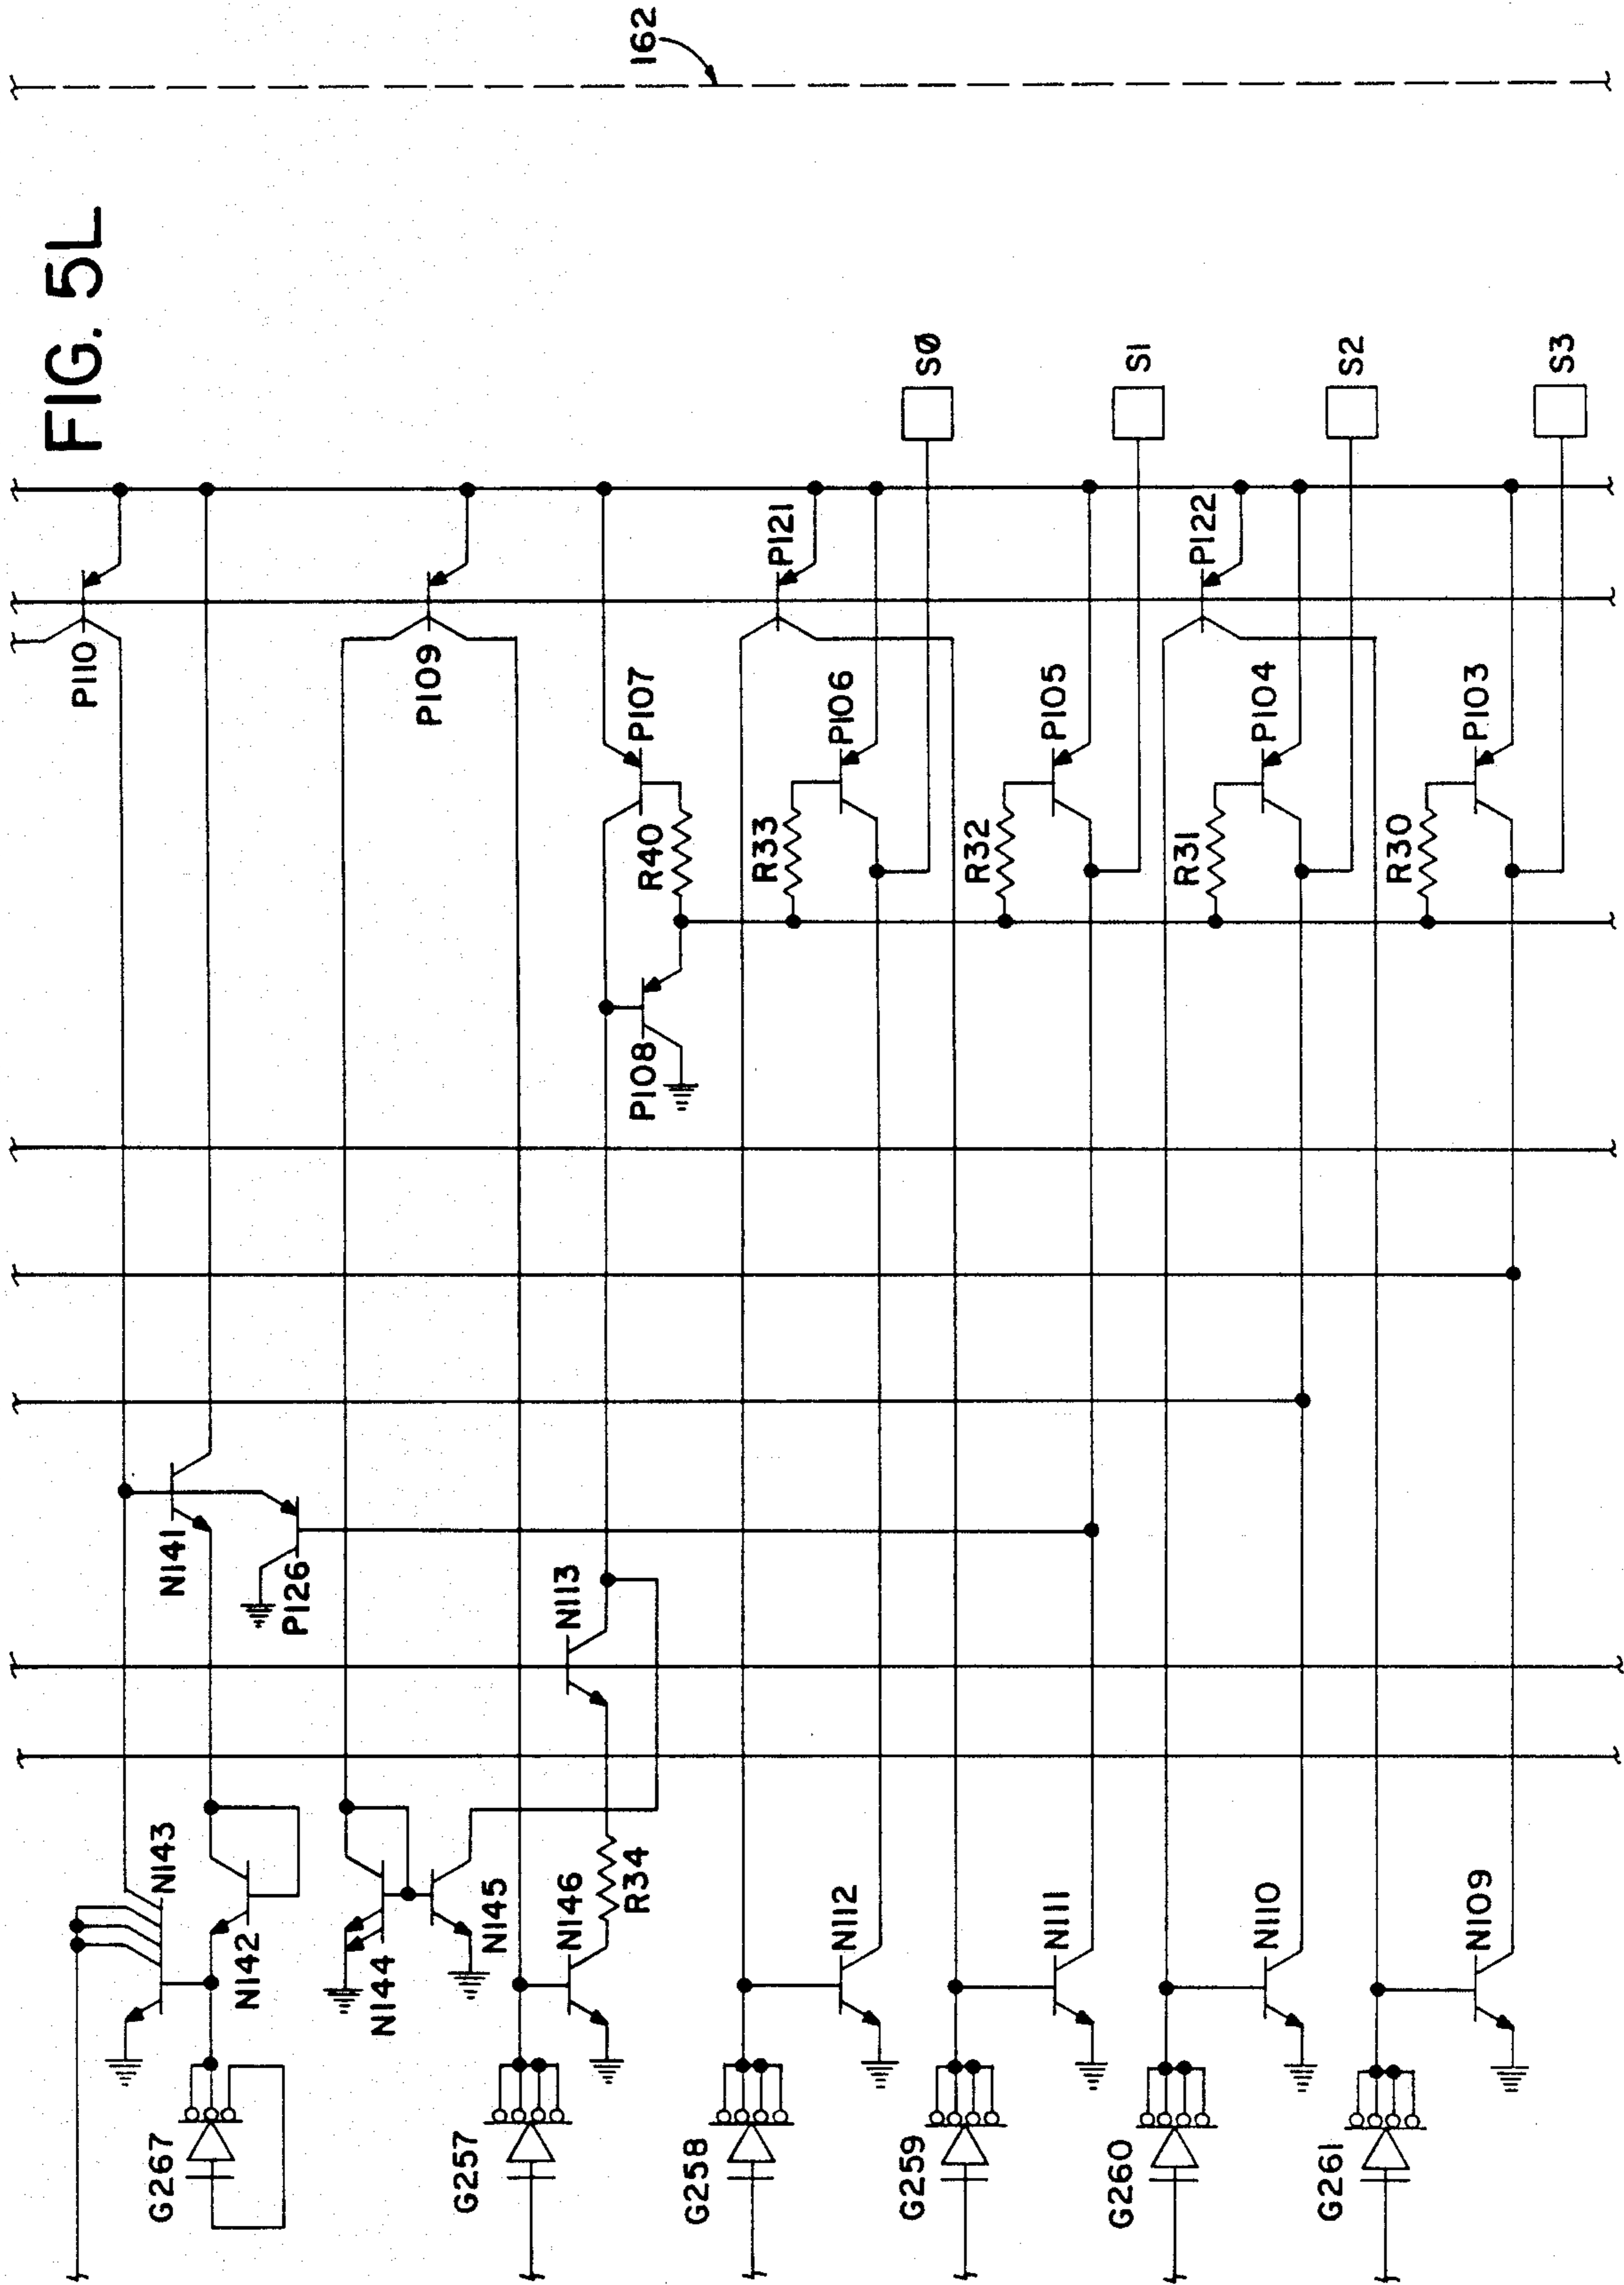 FIG. 5L
162
P110
P109
P107
P121
P106
P105
P122
P104
P103
R40
R33
R32
R31
R30
SØ
S1
S2
S3
P108
N141
P126
N113
N143
N142
N144
N145
N146
R34
N112
N111
N110
N109
G267
G257
G258
G259
G260
G261